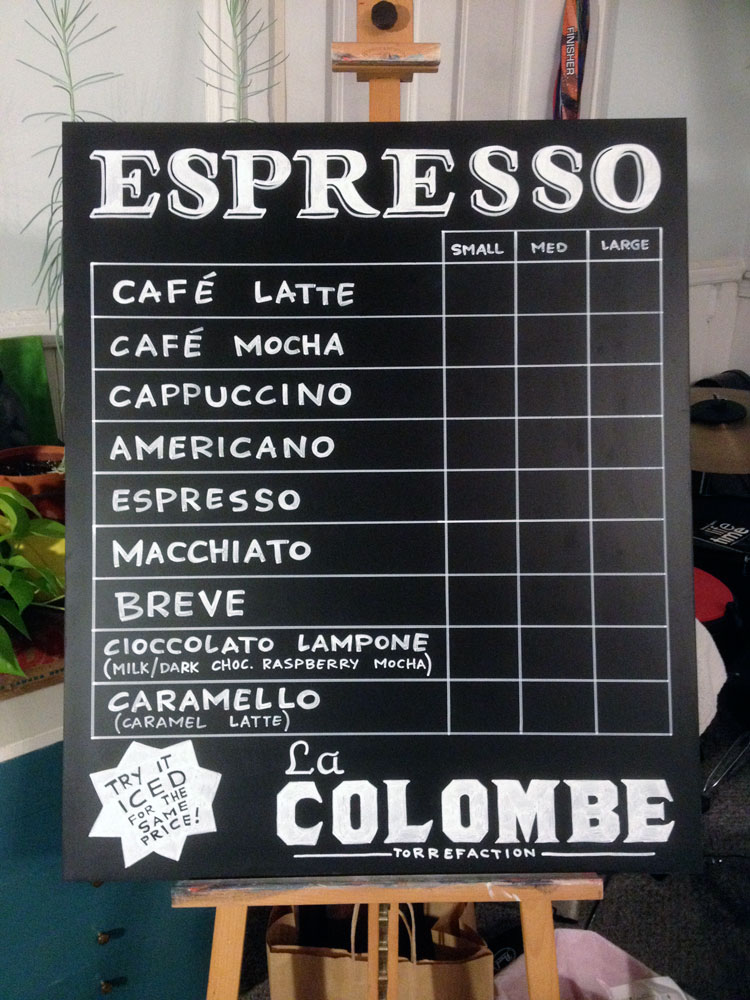 FINISHER
ESPRESSO
SMALL MED LARGE
CAFÉ LATTE
CAFÉ MOCHA
CAPPUCCINO
AMERICANO
ESPRESSO
MACCHIATO
BREVE
CIOCCOLATO LAMPONE
(MILK/DARK CHOC. RASPBERRY MOCHA)
CARAMELLO
(CARAMEL LATTE)
TRY IT
ICED
FOR THE
SAME
PRICE!
La
COLOMBE
TORREFACTION